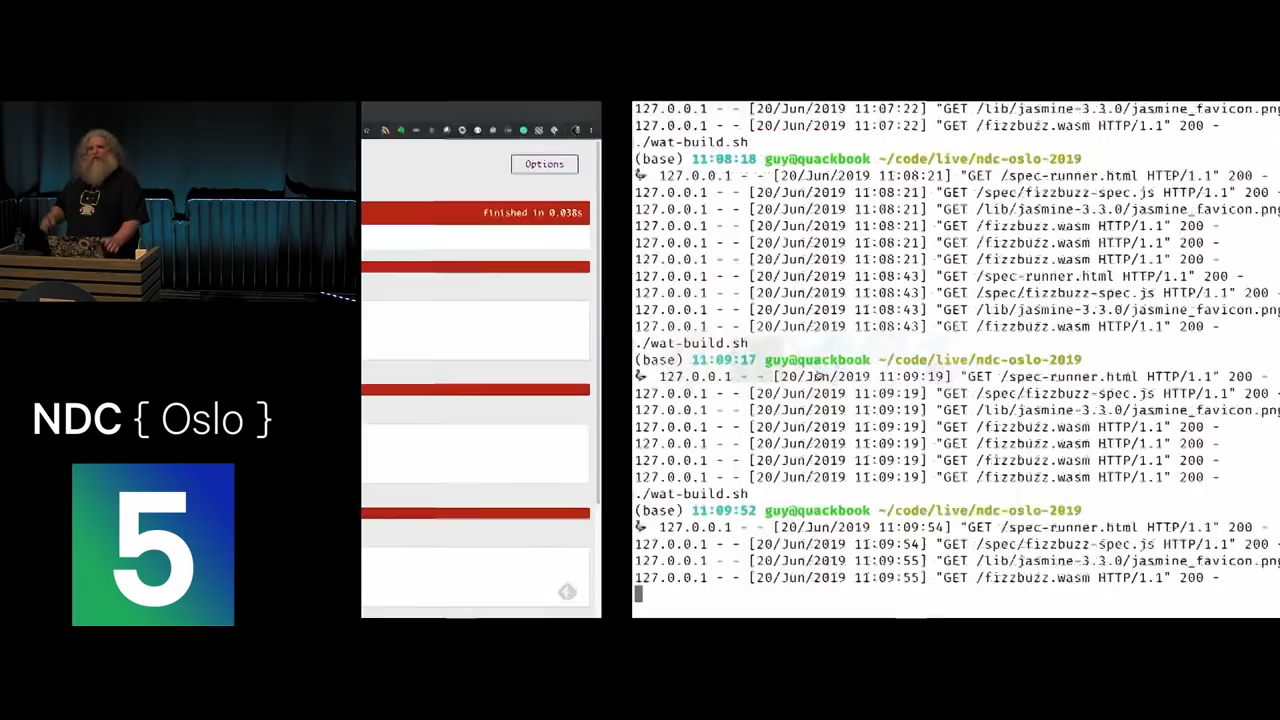 NDC { Oslo }
5
Options
finished in 0.038s
127.0.0.1 - - [20/Jun/2019 11:07:22] "GET /lib/jasmine-3.3.0/jasmine_favicon.png
127.0.0.1 - - [20/Jun/2019 11:07:22] "GET /fizzbuzz.wasm HTTP/1.1" 200 -
./wat-build.sh
(base) 11:08:18 guy@quackbook ~/code/live/ndc-oslo-2019
127.0.0.1 - - [20/Jun/2019 11:08:21] "GET /spec-runner.html HTTP/1.1" 200 -
127.0.0.1 - - [20/Jun/2019 11:08:21] "GET /spec/fizzbuzz-spec.js HTTP/1.1" 200 -
127.0.0.1 - - [20/Jun/2019 11:08:21] "GET /lib/jasmine-3.3.0/jasmine_favicon.png
127.0.0.1 - - [20/Jun/2019 11:08:21] "GET /fizzbuzz.wasm HTTP/1.1" 200 -
127.0.0.1 - - [20/Jun/2019 11:08:21] "GET /fizzbuzz.wasm HTTP/1.1" 200 -
127.0.0.1 - - [20/Jun/2019 11:08:21] "GET /fizzbuzz.wasm HTTP/1.1" 200 -
127.0.0.1 - - [20/Jun/2019 11:08:43] "GET /spec-runner.html HTTP/1.1" 200 -
127.0.0.1 - - [20/Jun/2019 11:08:43] "GET /spec/fizzbuzz-spec.js HTTP/1.1" 200 -
127.0.0.1 - - [20/Jun/2019 11:08:43] "GET /lib/jasmine-3.3.0/jasmine_favicon.png
127.0.0.1 - - [20/Jun/2019 11:08:43] "GET /fizzbuzz.wasm HTTP/1.1" 200 -
./wat-build.sh
(base) 11:09:17 guy@quackbook ~/code/live/ndc-oslo-2019
127.0.0.1 - - [20/Jun/2019 11:09:19] "GET /spec-runner.html HTTP/1.1" 200 -
127.0.0.1 - - [20/Jun/2019 11:09:19] "GET /spec/fizzbuzz-spec.js HTTP/1.1" 200 -
127.0.0.1 - - [20/Jun/2019 11:09:19] "GET /lib/jasmine-3.3.0/jasmine_favicon.png
127.0.0.1 - - [20/Jun/2019 11:09:19] "GET /fizzbuzz.wasm HTTP/1.1" 200 -
127.0.0.1 - - [20/Jun/2019 11:09:19] "GET /fizzbuzz.wasm HTTP/1.1" 200 -
127.0.0.1 - - [20/Jun/2019 11:09:19] "GET /fizzbuzz.wasm HTTP/1.1" 200 -
127.0.0.1 - - [20/Jun/2019 11:09:19] "GET /fizzbuzz.wasm HTTP/1.1" 200 -
./wat-build.sh
(base) 11:09:52 guy@quackbook ~/code/live/ndc-oslo-2019
127.0.0.1 - - [20/Jun/2019 11:09:54] "GET /spec-runner.html HTTP/1.1" 200 -
127.0.0.1 - - [20/Jun/2019 11:09:54] "GET /spec/fizzbuzz-spec.js HTTP/1.1" 200 -
127.0.0.1 - - [20/Jun/2019 11:09:55] "GET /lib/jasmine-3.3.0/jasmine_favicon.png
127.0.0.1 - - [20/Jun/2019 11:09:55] "GET /fizzbuzz.wasm HTTP/1.1" 200 -